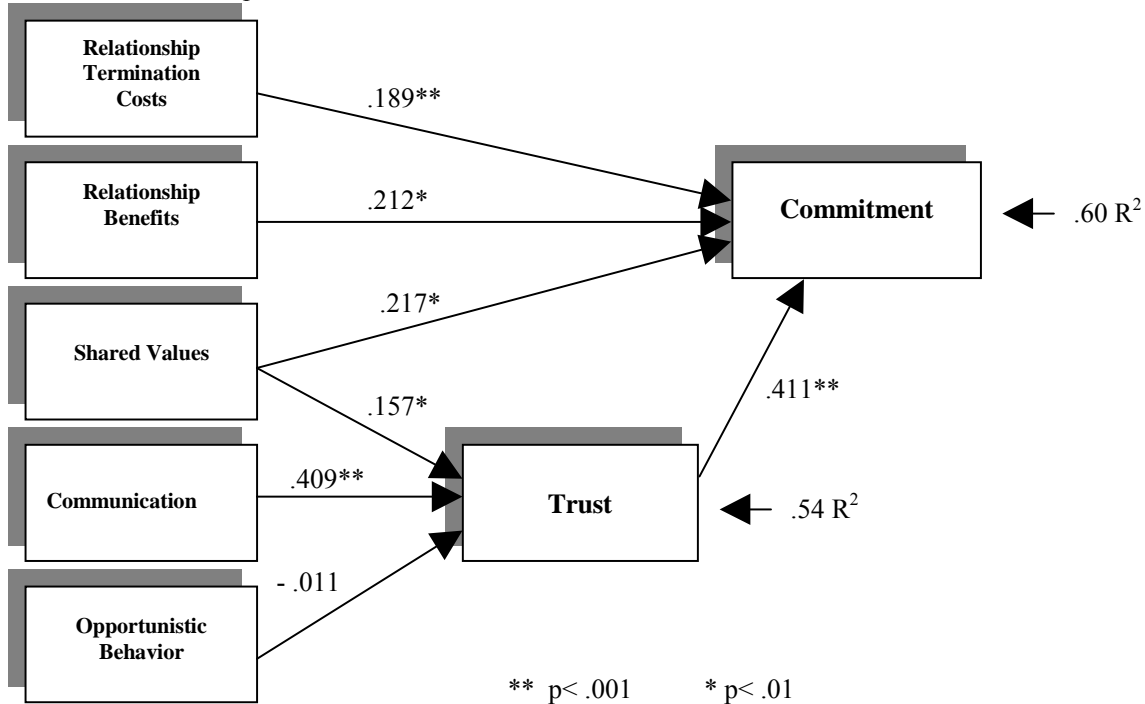 Relationship
Termination
Costs
.189**
Relationship
Benefits
.212*
Commitment
.60 R²
.217*
Shared Values
.157*
.411**
Communication
.409**
Trust
.54 R²
- .011
Opportunistic
Behavior
** p< .001 * p< .01